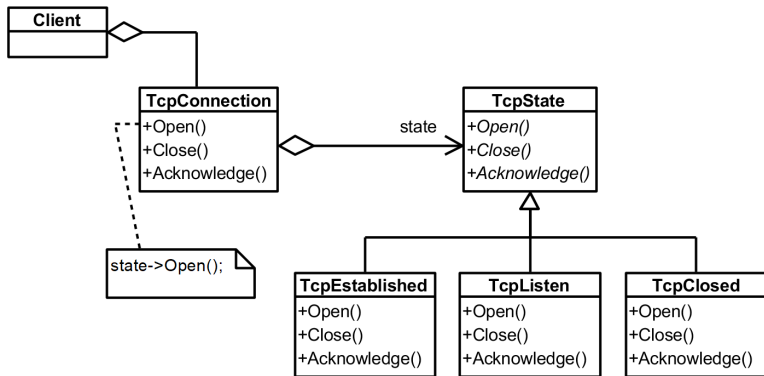 Client
TcpConnection
+Open()
+Close()
+Acknowledge()
state
TcpState
+Open()
+Close()
+Acknowledge()
state->Open();
TcpEstablished
+Open()
+Close()
+Acknowledge()
TcpListen
+Open()
+Close()
+Acknowledge()
TcpClosed
+Open()
+Close()
+Acknowledge()